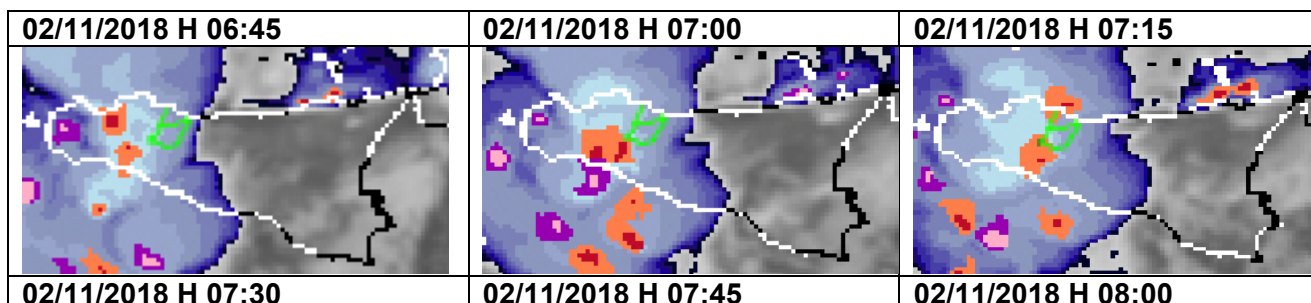 02/11/2018 H 06:45
02/11/2018 H 07:00
02/11/2018 H 07:15
02/11/2018 H 07:30
02/11/2018 H 07:45
02/11/2018 H 08:00